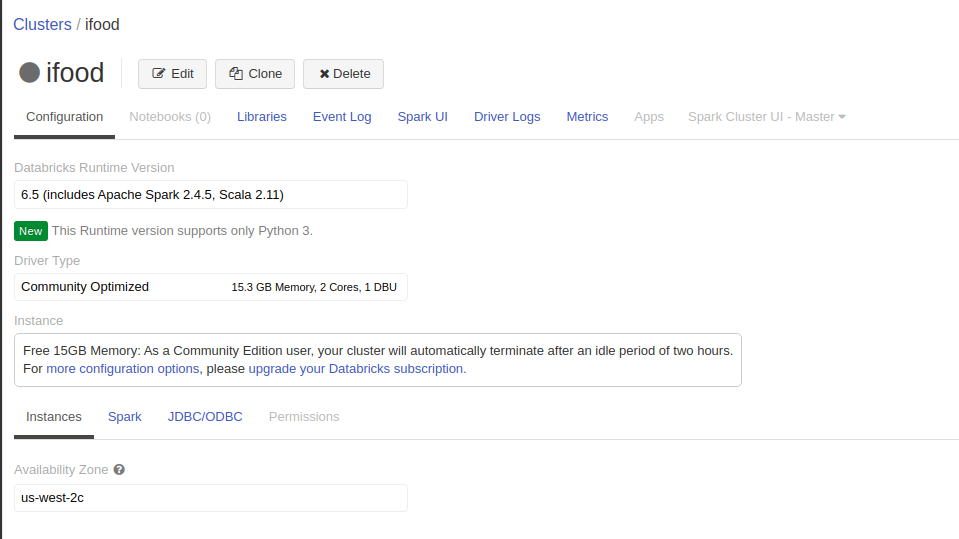 Clusters / ifood
ifood
Edit
Clone
Delete
Configuration
Notebooks (0)
Libraries
Event Log
Spark UI
Driver Logs
Metrics
Apps
Spark Cluster UI - Master
Databricks Runtime Version
6.5 (includes Apache Spark 2.4.5, Scala 2.11)
New This Runtime version supports only Python 3.
Driver Type
Community Optimized 15.3 GB Memory, 2 Cores, 1 DBU
Instance
Free 15GB Memory: As a Community Edition user, your cluster will automatically terminate after an idle period of two hours.
For more configuration options, please upgrade your Databricks subscription.
Instances
Spark
JDBC/ODBC
Permissions
Availability Zone ?
us-west-2c